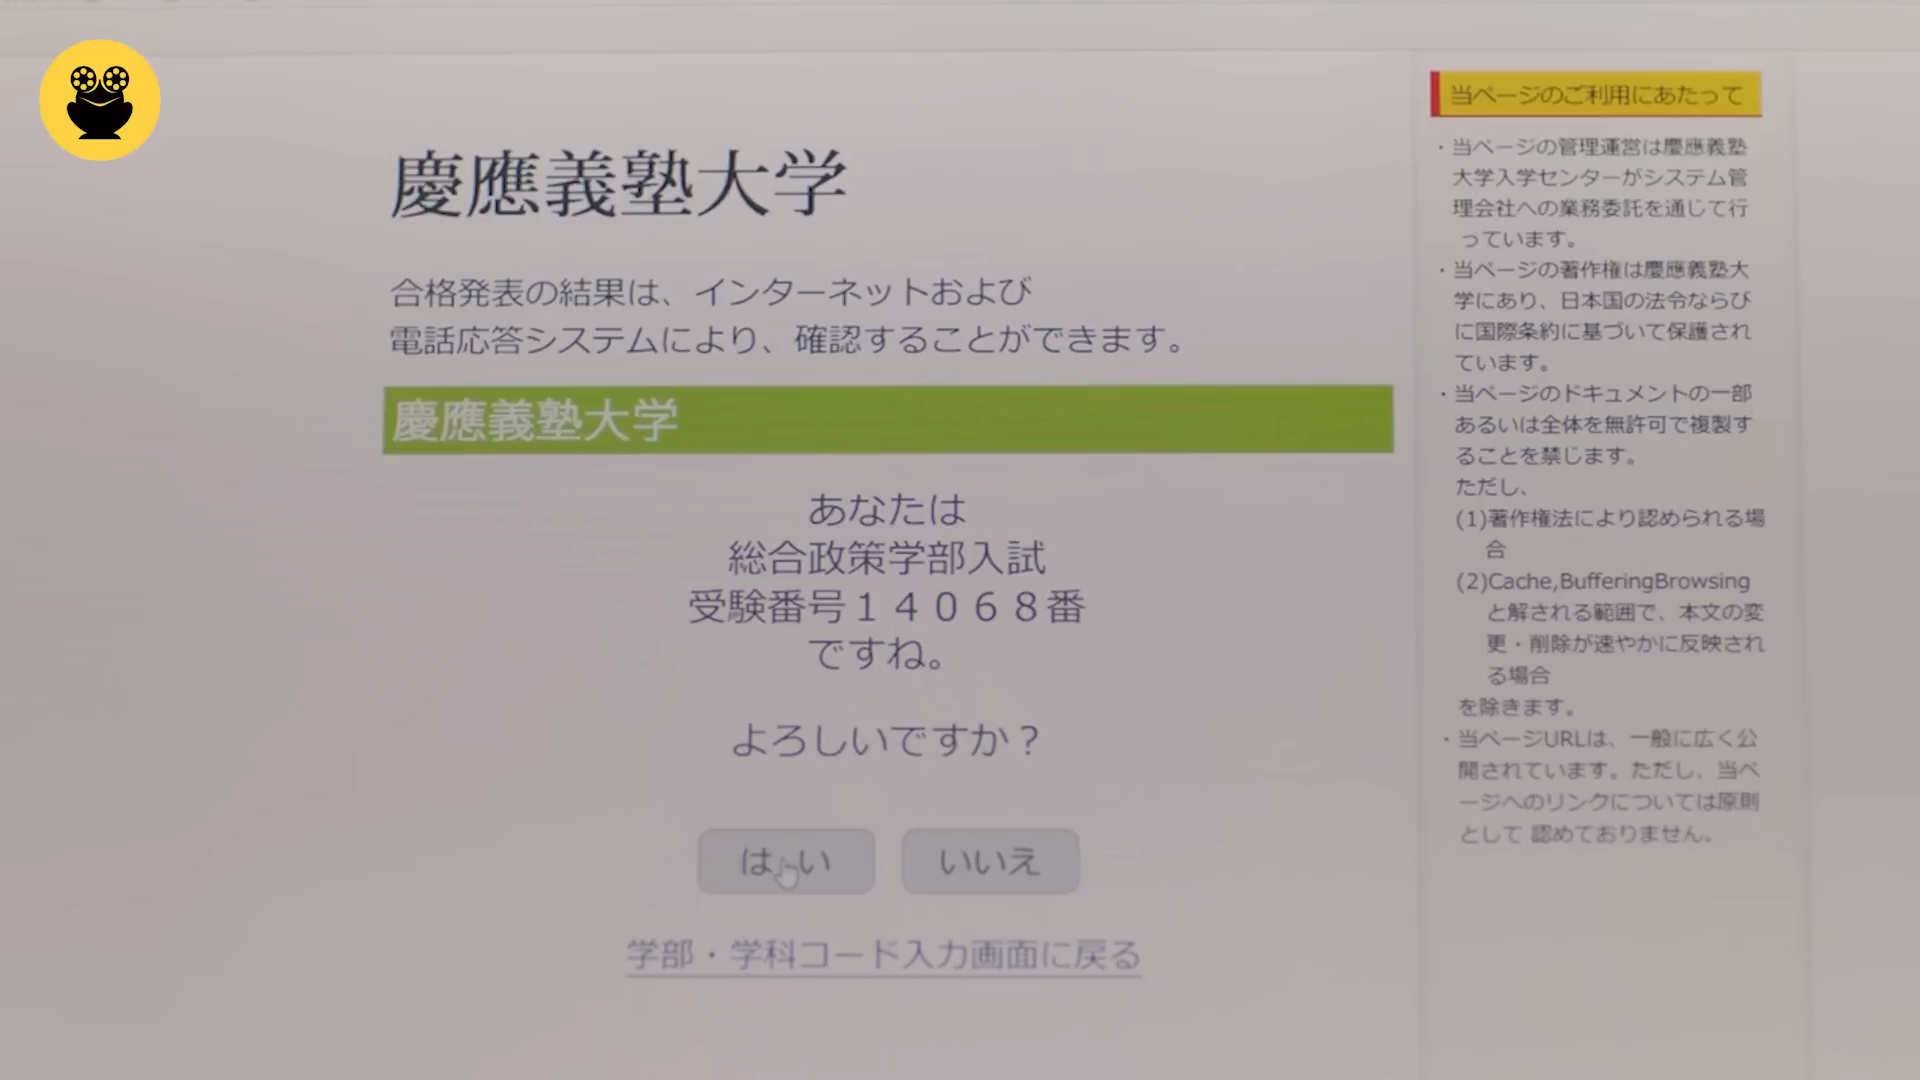 慶應義塾大学
合格発表の結果は、インターネットおよび
電話応答システムにより、確認することができます。
慶應義塾大学
あなたは
総合政策学部入試
受験番号１４０６８番
ですね。
よろしいですか？
はい
いいえ
学部・学科コード入力画面に戻る
当ページのご利用にあたって
・当ページの管理運営は慶應義塾
大学入学センターがシステム管
理会社への業務委託を通じて行
っています。
・当ページの著作権は慶應義塾大
学にあり、日本国の法令ならび
に国際条約に基づいて保護され
ています。
・当ページのドキュメントの一部
あるいは全体を無許可で複製す
ることを禁じます。
ただし、
(1)著作権法により認められる場
合
(2)Cache,BufferingBrowsing
と解される範囲で、本文の変
更・削除が速やかに反映され
る場合
を除きます。
・当ページURLは、一般に広く公
開されています。ただし、当ペ
ージへのリンクについては原則
として 認めておりません。